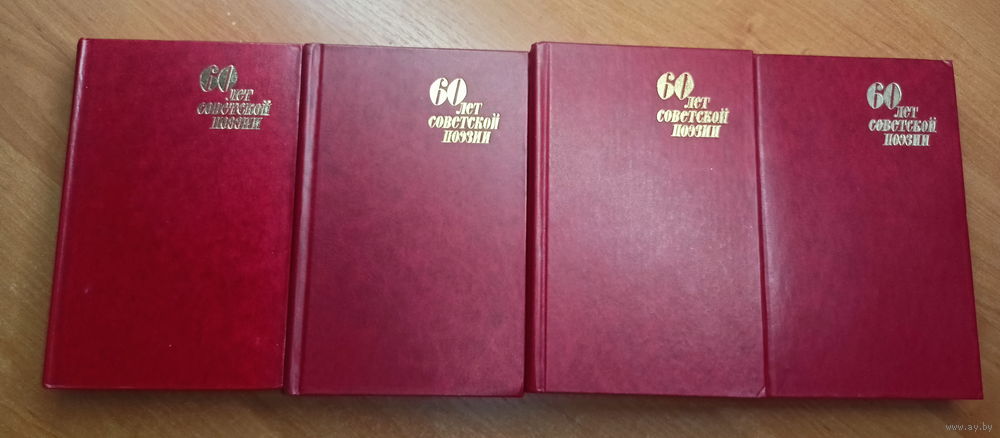 60
лет
советской
поэзии
60
лет
советской
поэзии
60
лет
советской
поэзии
60
лет
советской
поэзии
www.ay.by